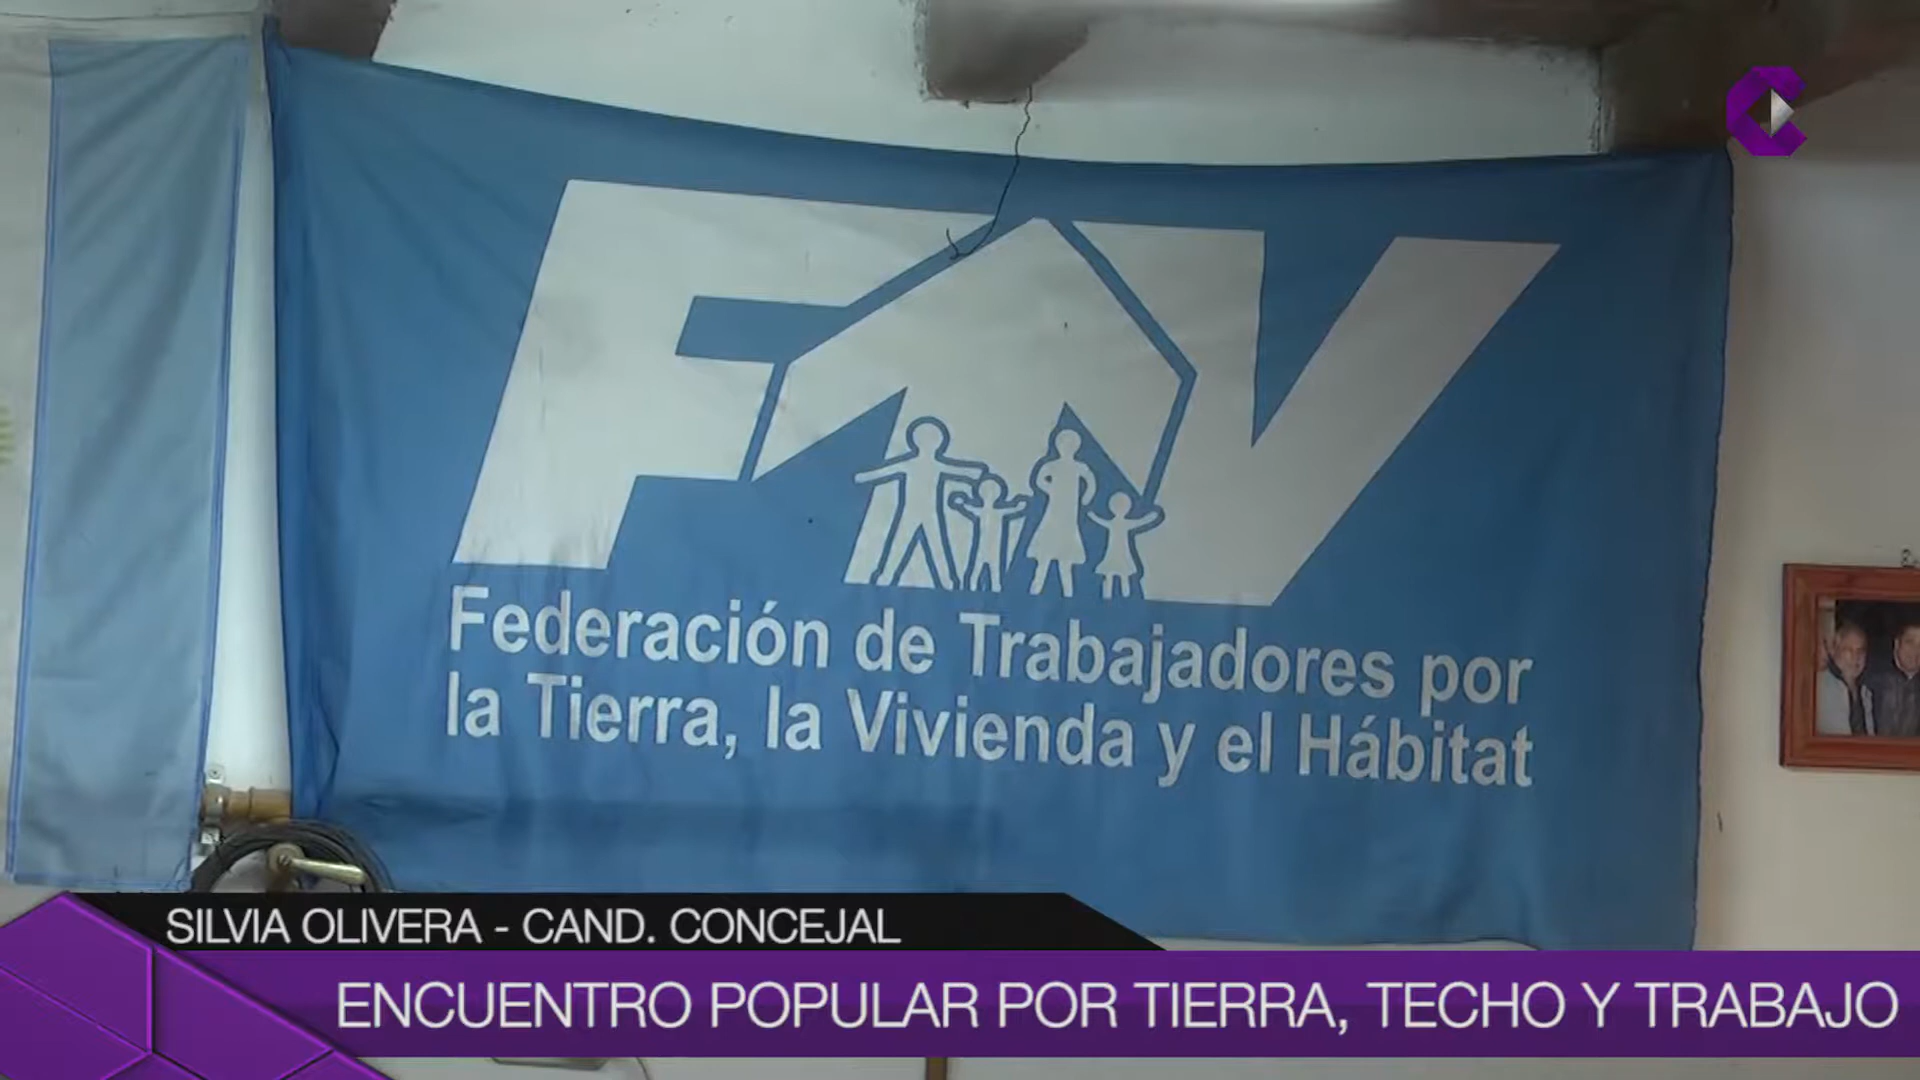 FAV
Federación de Trabajadores por
la Tierra, la Vivienda y el Hábitat
SILVIA OLIVERA - CAND. CONCEJAL
ENCUENTRO POPULAR POR TIERRA, TECHO Y TRABAJO